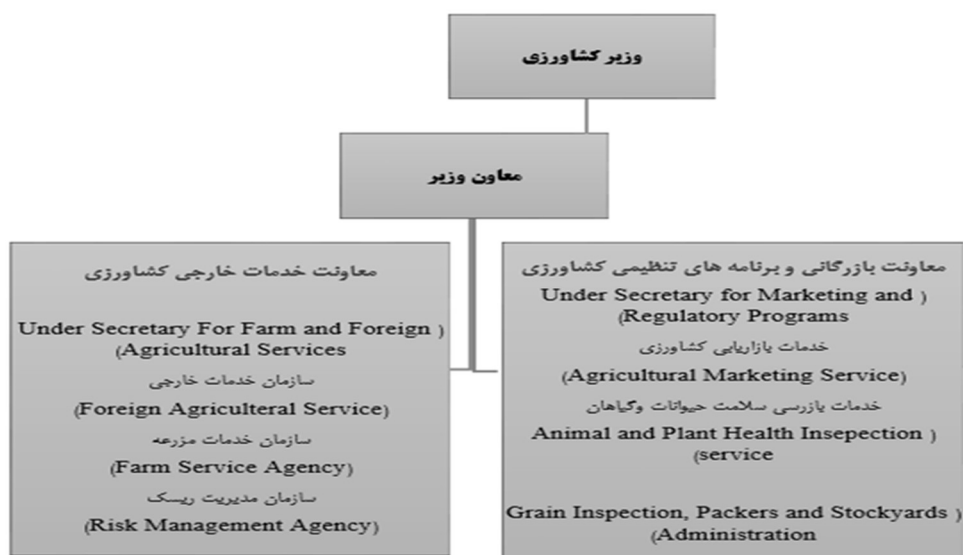 وزیر کشاورزی
معاون وزیر
معاونت بازرگانی و برنامه های تنظیمی کشاورزی
Under Secretary for Marketing and )
(Regulatory Programs
خدمات بازاریابی کشاورزی
(Agricultural Marketing Service)
خدمات بازرسی سلامت حیوانات وگیاهان
Animal and Plant Health Insepection )
(service
Grain Inspection, Packers and Stockyards )
(Administration
معاونت خدمات خارجی کشاورزی
Under Secretary For Farm and Foreign )
(Agricultural Services
سازمان خدمات خارجی
(Foreign Agriculteral Service)
سازمان خدمات مزرعه
(Farm Service Agency)
سازمان مدیریت ریسک
(Risk Management Agency)